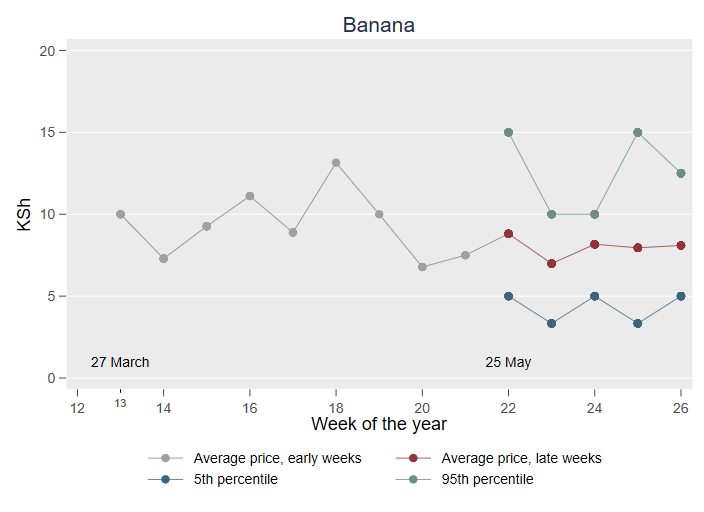 Banana
KSh
20
15
10
5
0
27 March
25 May
12 13 14 16 18 20 22 24 26
Week of the year
Average price, early weeks Average price, late weeks
5th percentile 95th percentile